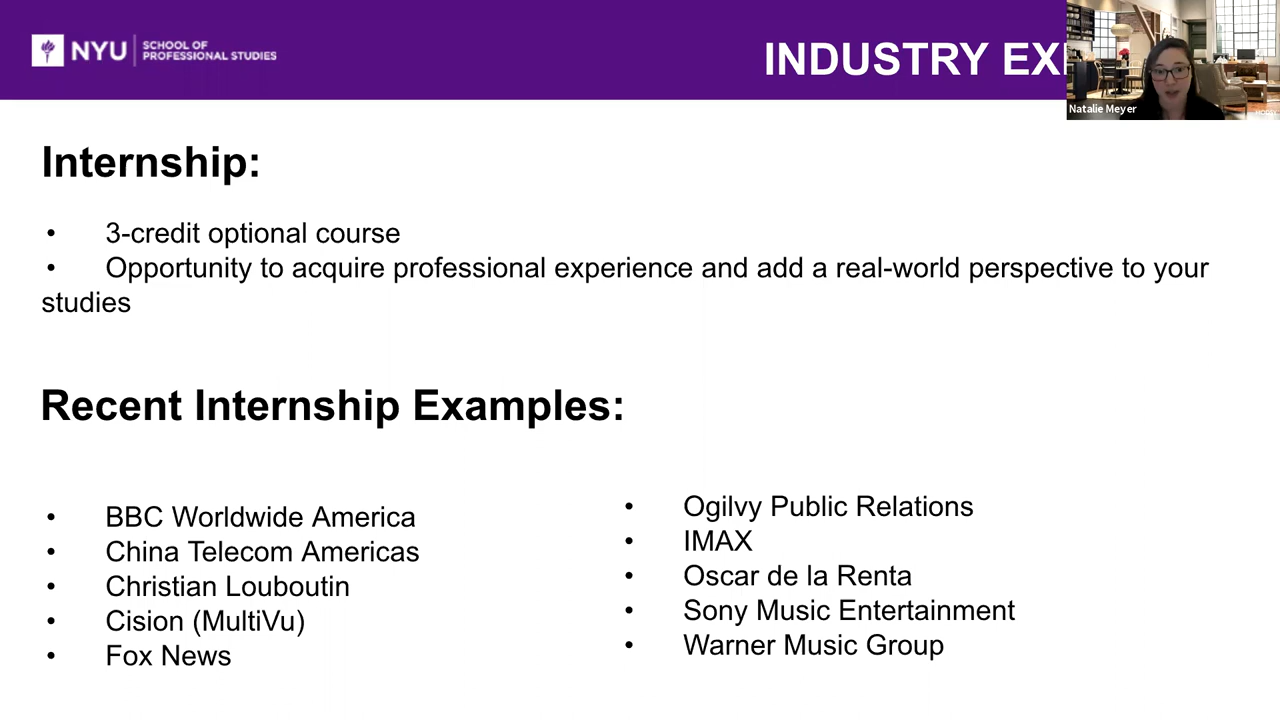 NYU
SCHOOL OF
PROFESSIONAL STUDIES
INDUSTRY
Natalie Meyer
Internship:
• 3-credit optional course
• Opportunity to acquire professional experience and add a real-world perspective to your
studies
Recent Internship Examples:
• BBC Worldwide America
• China Telecom Americas
• Christian Louboutin
• Cision (MultiVu)
• Fox News
• Ogilvy Public Relations
• IMAX
• Oscar de la Renta
• Sony Music Entertainment
• Warner Music Group